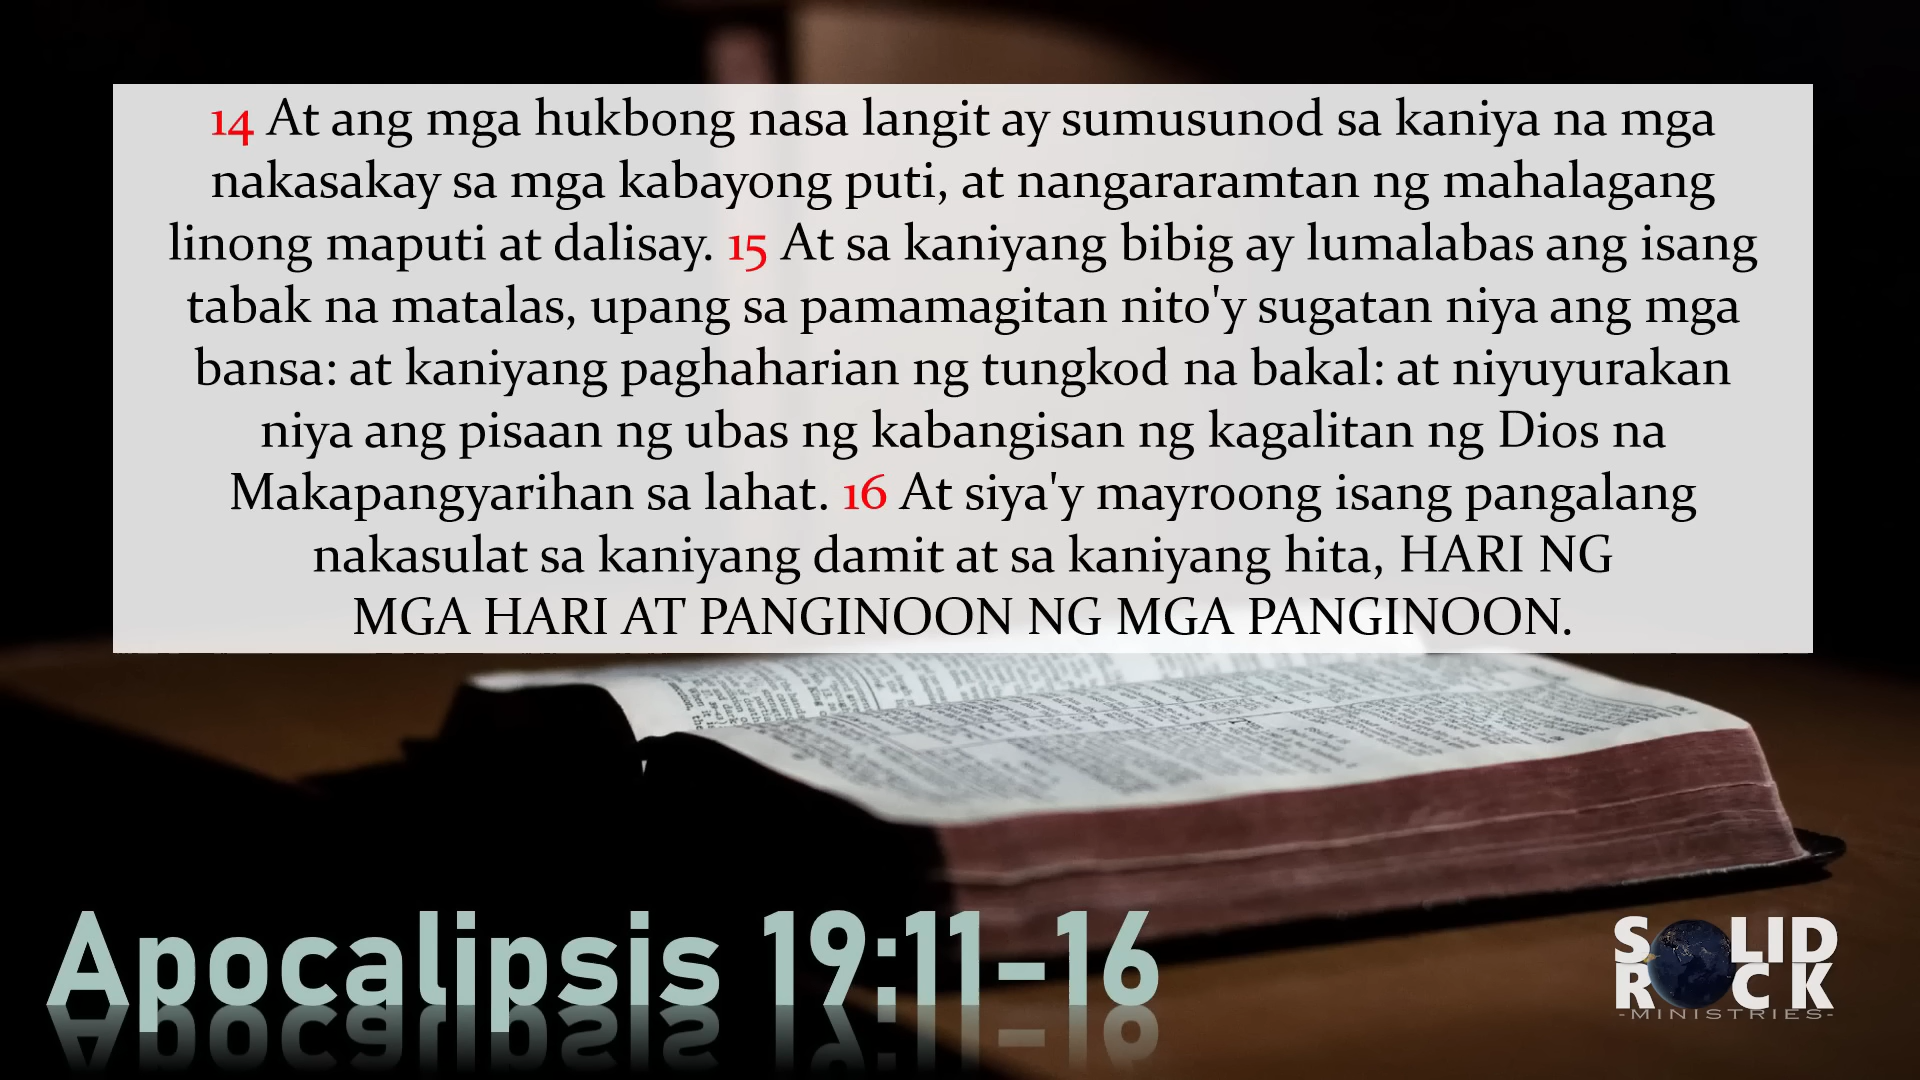 14 At ang mga hukbong nasa langit ay sumusunod sa kaniya na mga
nakasakay sa mga kabayong puti, at nangararamtan ng mahalagang
linong maputi at dalisay. 15 At sa kaniyang bibig ay lumalabas ang isang
tabak na matalas, upang sa pamamagitan nito'y sugatan niya ang mga
bansa: at kaniyang paghaharian ng tungkod na bakal: at niyuyurakan
niya ang pisaan ng ubas ng kabangisan ng kagalitan ng Dios na
Makapangyarihan sa lahat. 16 At siya'y mayroong isang pangalang
nakasulat sa kaniyang damit at sa kaniyang hita, HARI NG
MGA HARI AT PANGINOON NG MGA PANGINOON.
Apocalipsis 19:11-16
SOLID
ROCK
-MINISTRIES-